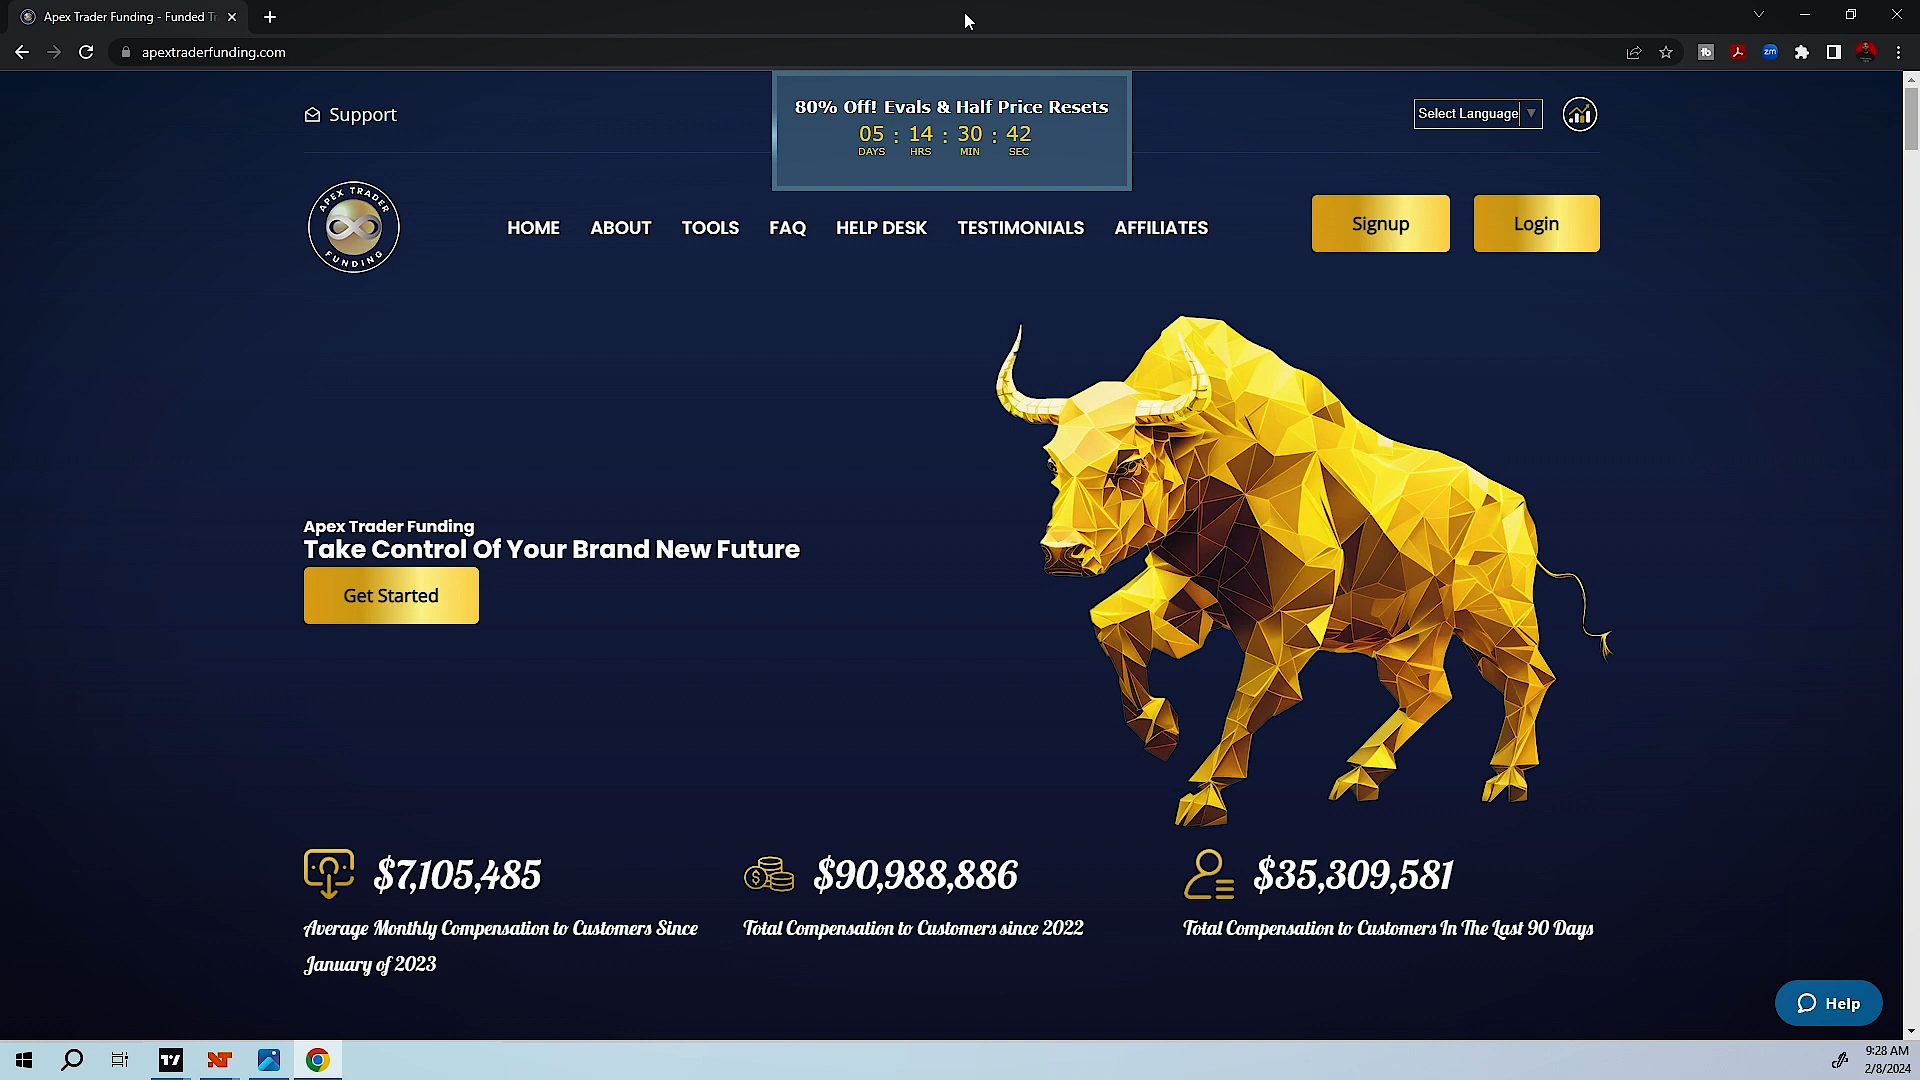 Apex Trader Funding - Funded Tr
apextraderfunding.com
Support
80% Off! Evals & Half Price Resets
05 : 14 : 30 : 42
DAYS HRS MIN SEC
Select Language ▼
APEX TRADER
FUNDING
HOME ABOUT TOOLS FAQ HELP DESK TESTIMONIALS AFFILIATES
Signup Login
Apex Trader Funding
Take Control Of Your Brand New Future
Get Started
$7,105,485
Average Monthly Compensation to Customers Since
January of 2023
$90,988,886
Total Compensation to Customers since 2022
$35,309,581
Total Compensation to Customers In The Last 90 Days
Help
9:28 AM
2/8/2024